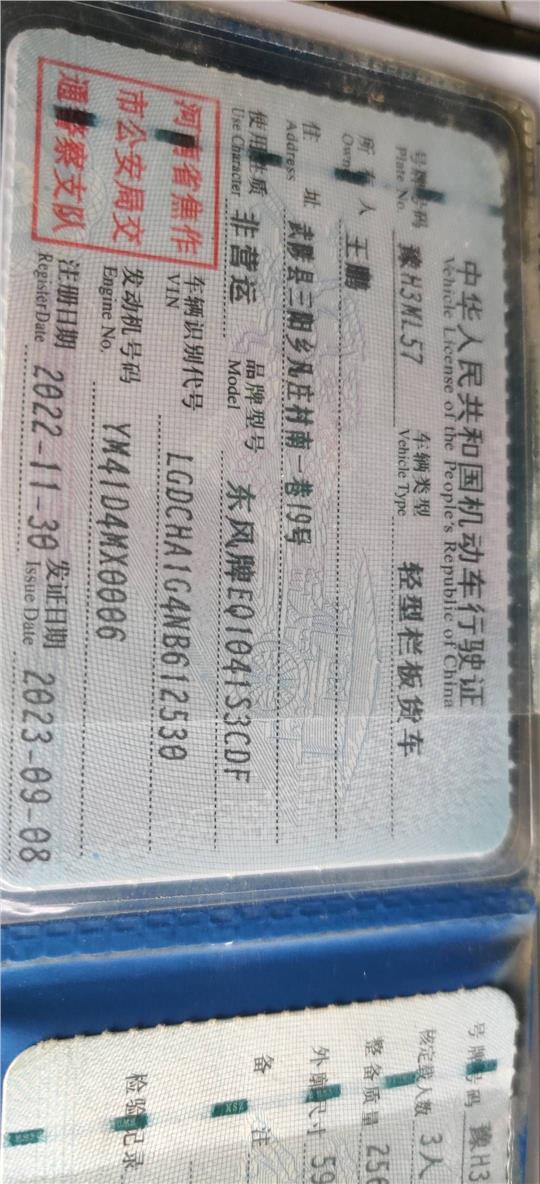 中华人民共和国机动车行驶证
Vehicle License of the People's Republic of China
号牌号码 豫H3ML57 车辆类型 轻型栏板货车
Plate No. Vehicle Type
所有人 王鹏
Owner
住址 武陟县三阳乡凡庄村南一巷19号
Address
使用性质 非营运 品牌型号 东风牌EQ1041S3CDF
Use Character Model
河南省焦作
市公安局交
通警察支队
车辆识别代号 LGDCHA1G4NB612530
VIN
发动机号码 YM41D4MX0006
Engine No.
注册日期 2022-11-30 发证日期 2023-09-08
Register Date Issue Date
号牌号码 豫H3
核定载人数 3人
整备质量 256
外廓尺寸 59
备注
检验记录